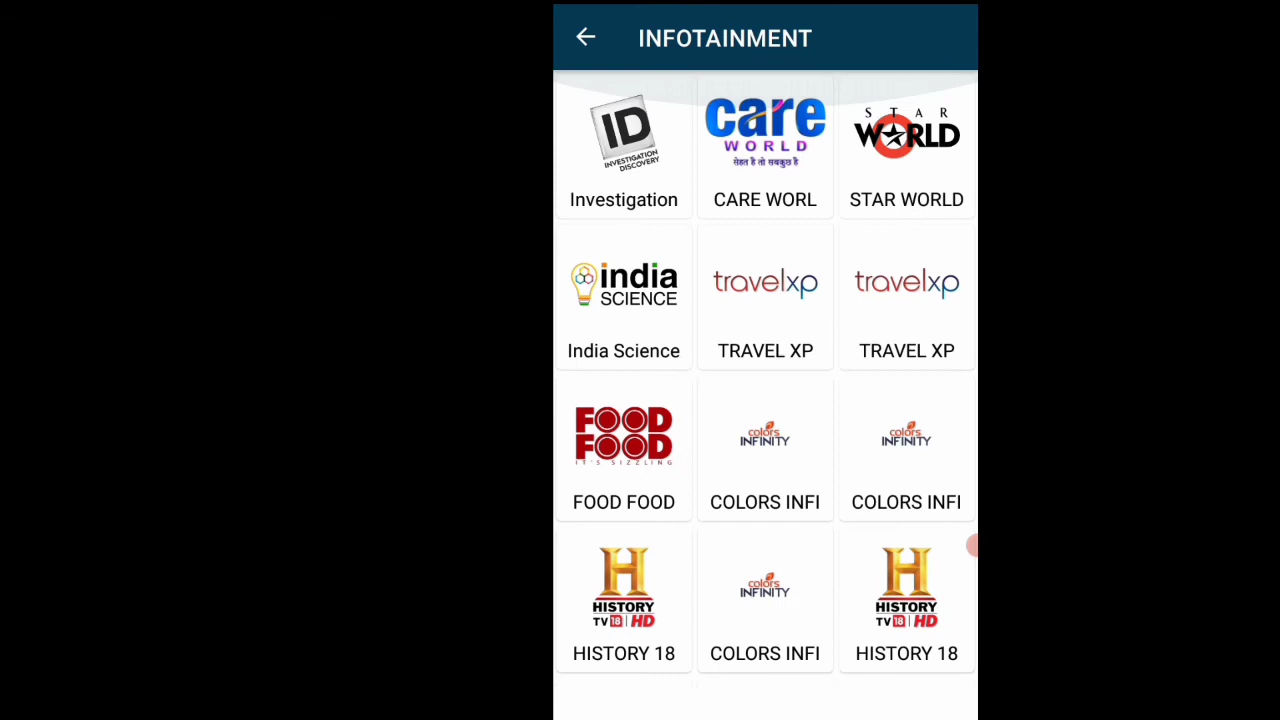 INFOTAINMENT
ID
INVESTIGATION
DISCOVERY
Investigation
care
WORLD
सेहत है तो सबकुछ है
CARE WORL
STAR
WORLD
STAR WORLD
india
SCIENCE
India Science
travelxp
TRAVEL XP
travelxp
TRAVEL XP
FOOD
FOOD
IT'S SIZZLING
FOOD FOOD
colors
INFINITY
COLORS INFI
colors
INFINITY
COLORS INFI
H
HISTORY
TV18 HD
HISTORY 18
colors
INFINITY
COLORS INFI
H
HISTORY
TV18 HD
HISTORY 18